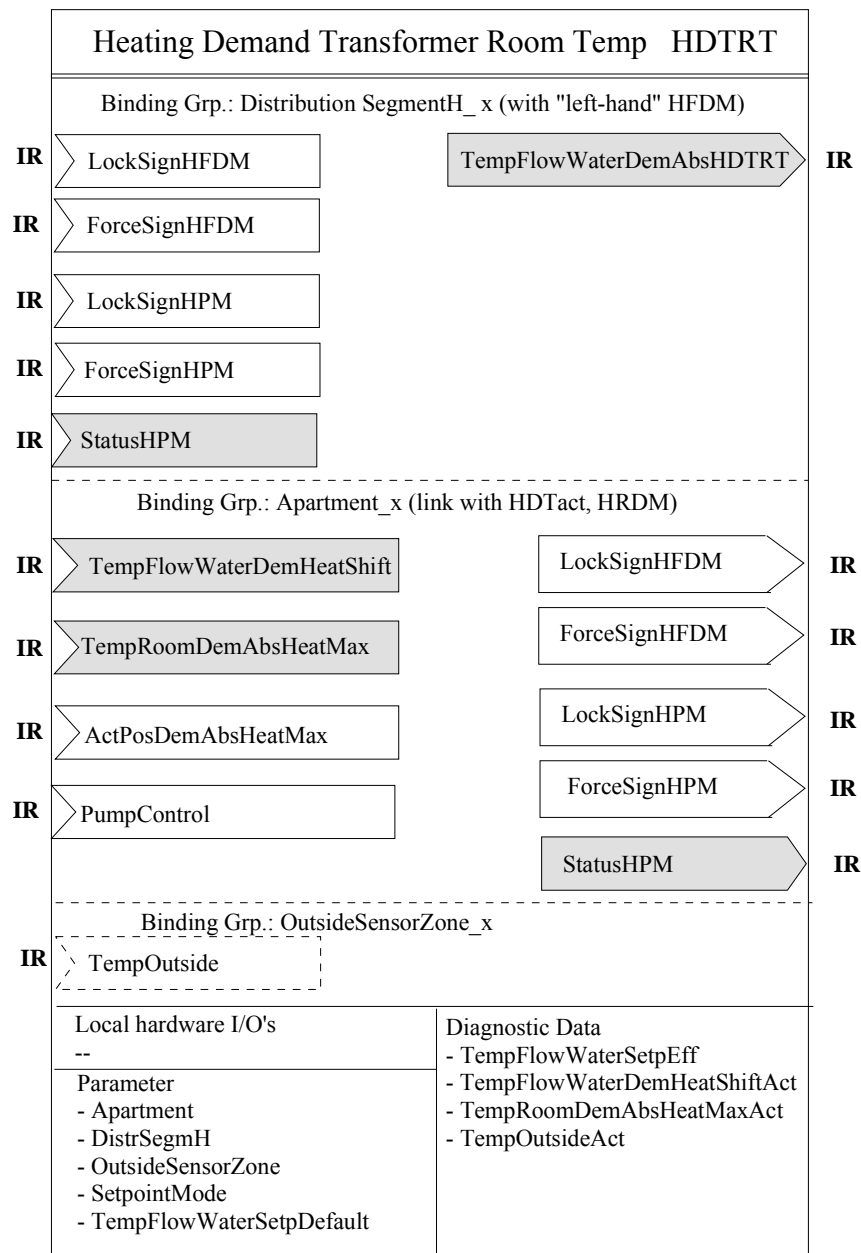 Heating Demand Transformer Room Temp HDTRT
Binding Grp.: Distribution SegmentH_ x (with "left-hand" HFDM)
IR LockSignHFDM TempFlowWaterDemAbsHDTRT IR
IR ForceSignHFDM
IR LockSignHPM
IR ForceSignHPM
IR StatusHPM
Binding Grp.: Apartment_x (link with HDTact, HRDM)
IR TempFlowWaterDemHeatShift LockSignHFDM IR
IR TempRoomDemAbsHeatMax ForceSignHFDM IR
IR ActPosDemAbsHeatMax LockSignHPM IR
IR PumpControl ForceSignHPM IR
StatusHPM IR
Binding Grp.: OutsideSensorZone_x
IR TempOutside
Local hardware I/O's
--
Parameter
- Apartment
- DistrSegmH
- OutsideSensorZone
- SetpointMode
- TempFlowWaterSetpDefault
Diagnostic Data
- TempFlowWaterSetpEff
- TempFlowWaterDemHeatShiftAct
- TempRoomDemAbsHeatMaxAct
- TempOutsideAct